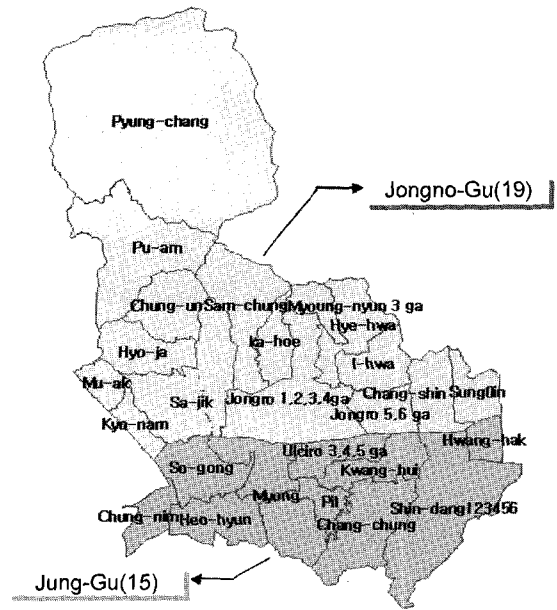 Pyung-chang
Jongno-Gu(19)
Pu-am
Chung-un
Sam-chung
Myoung-nyun 3 ga
Hye-hwa
Ka-hoe
Hyo-ja
I-hwa
Mu-ak
Sa-jik
Jongro 1,2,3,4ga
Chang-shin
SungQin
Jongro 5,6 ga
Kyo-nam
Hwang-hak
Ulciro 3,4,5 ga
So-gong
Kwang-hui
Myong
Pil
Shin-dang123456
Chung-nim
Heo-hyun
Chang-chung
Jung-Gu(15)